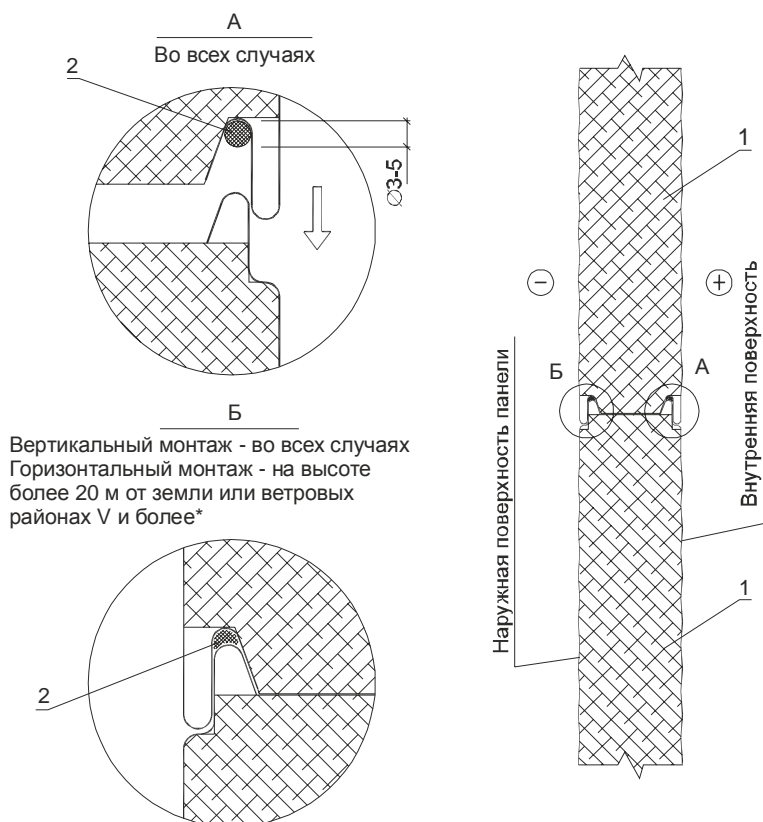 А
Во всех случаях
2
∅3-5
Б
Вертикальный монтаж - во всех случаях
Горизонтальный монтаж - на высоте
более 20 м от земли или ветровых
районах V и более*
2
1
−
+
Б
А
Наружная поверхность панели
Внутренняя поверхность
1